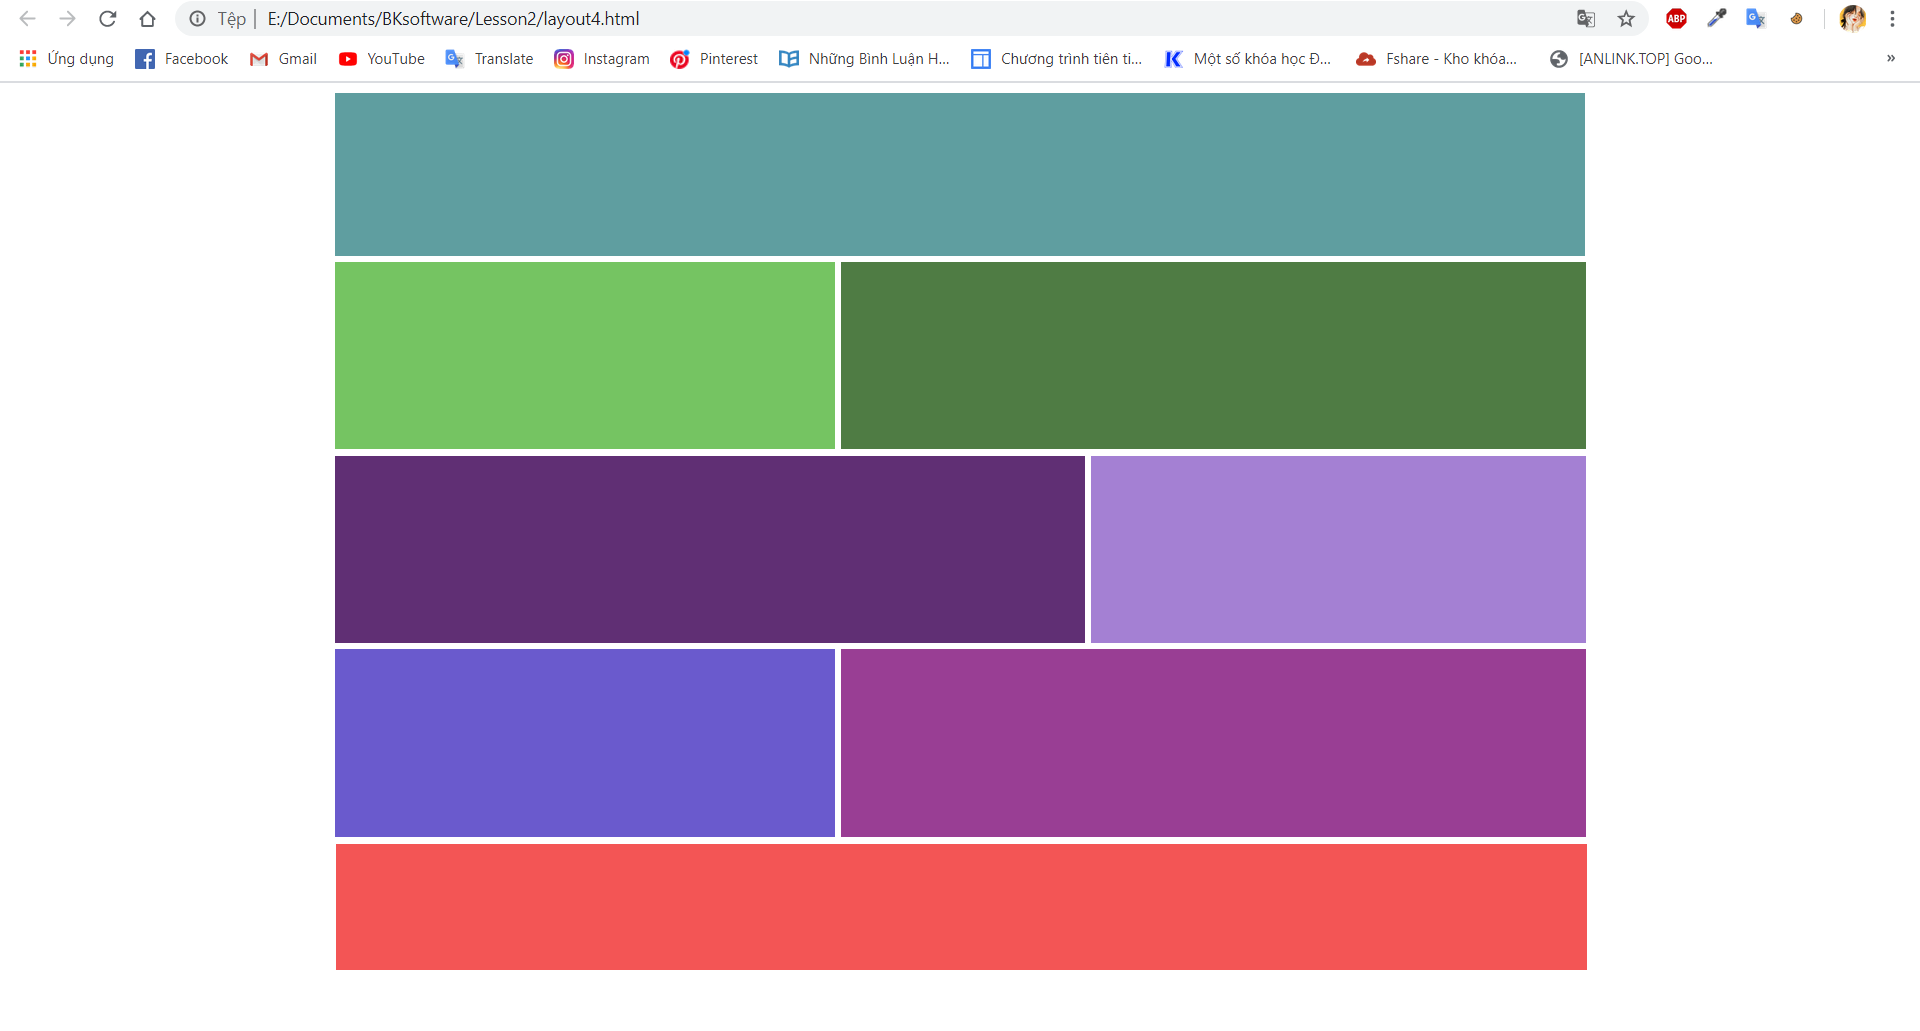 Tệp | E:/Documents/BKsoftware/Lesson2/layout4.html ABP
Ứng dụng Facebook Gmail YouTube Translate Instagram Pinterest Những Bình Luận H... Chương trình tiên ti... Một số khóa học Đ... Fshare - Kho khóa... [ANLINK.TOP] Goo... »